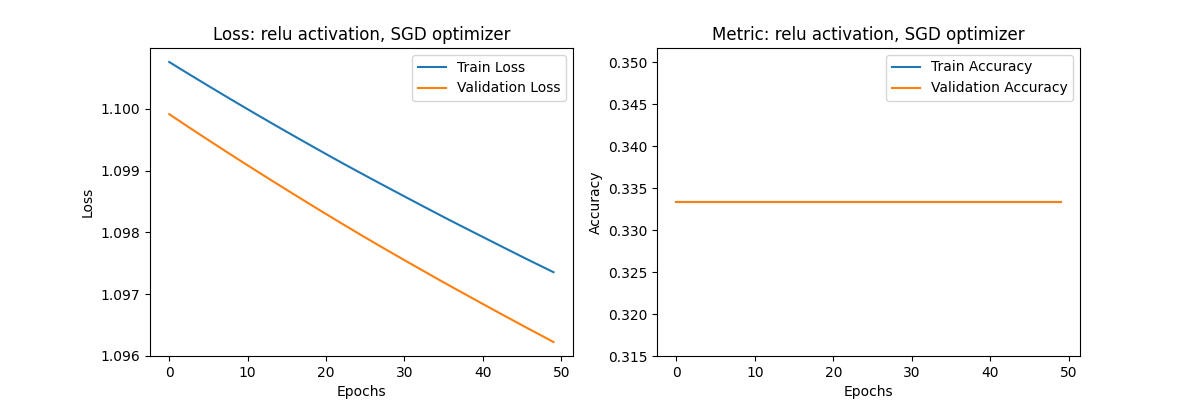 Loss: relu activation, SGD optimizer
Train Loss
Validation Loss
1.100
1.099
1.098
1.097
1.096
Loss
0 10 20 30 40 50
Epochs
Metric: relu activation, SGD optimizer
Train Accuracy
Validation Accuracy
0.350
0.345
0.340
0.335
0.330
0.325
0.320
0.315
Accuracy
0 10 20 30 40 50
Epochs